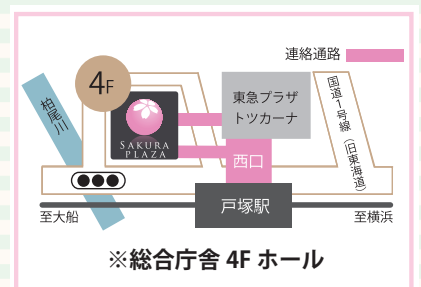 連絡通路
4F
柏尾川
SAKURA
PLAZA
東急プラザ
トツカーナ
国道1号線（旧東海道）
西口
戸塚駅
至大船
至横浜
※総合庁舎 4F ホール